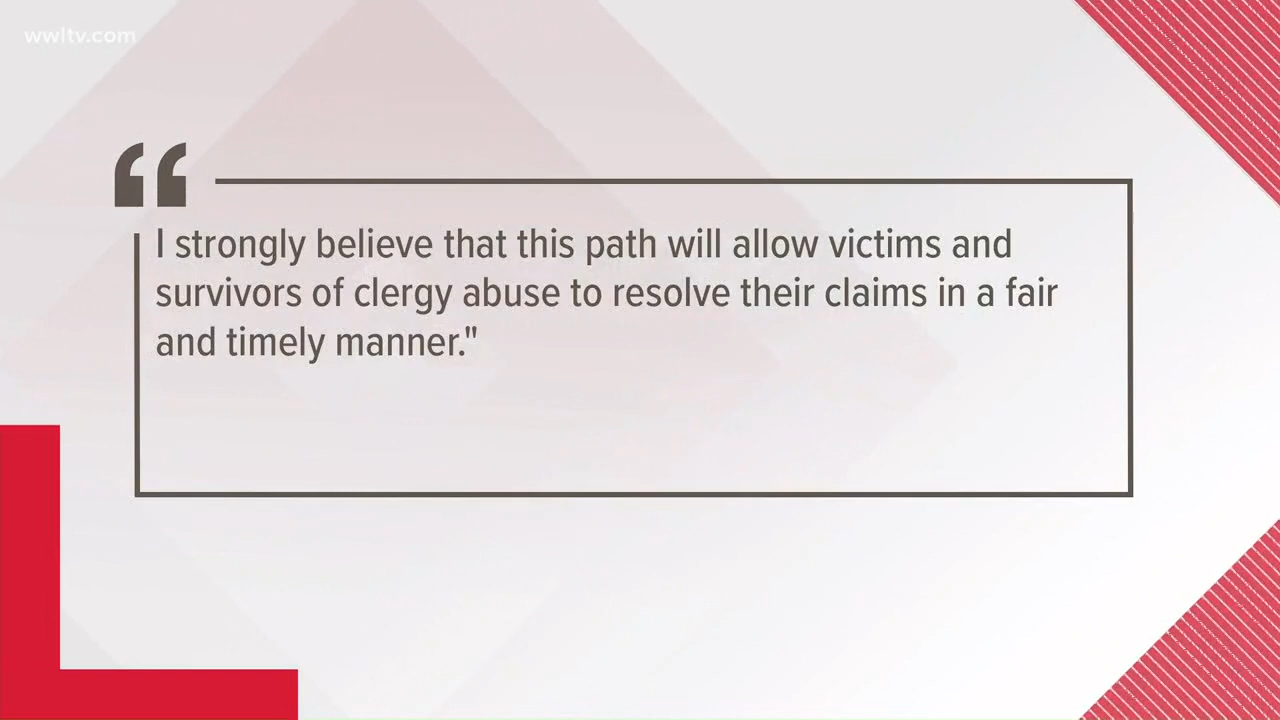 wwltv.com
“
I strongly believe that this path will allow victims and
survivors of clergy abuse to resolve their claims in a fair
and timely manner."